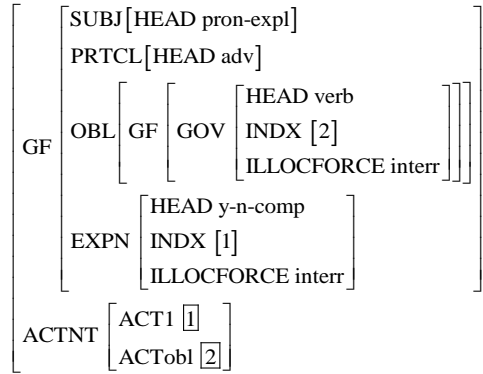 SUBJ[HEAD pron-expl]
PRTCL[HEAD adv]
HEAD verb
GF OBL GF GOV INDX [2]
ILLOCFORCE interr
HEAD y-n-comp
EXPN INDX [1]
ILLOCFORCE interr
ACTNT ACT1 1
ACTobl 2